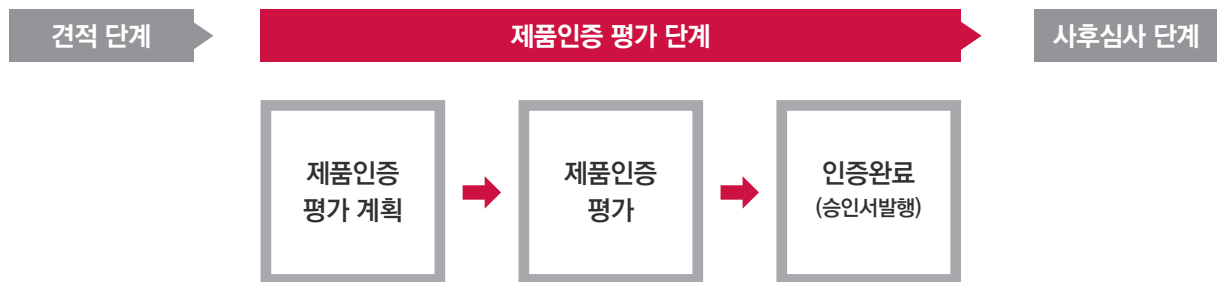 견적 단계
제품인증 평가 단계
사후심사 단계
제품인증
평가 계획
제품인증
평가
인증완료
(승인서발행)